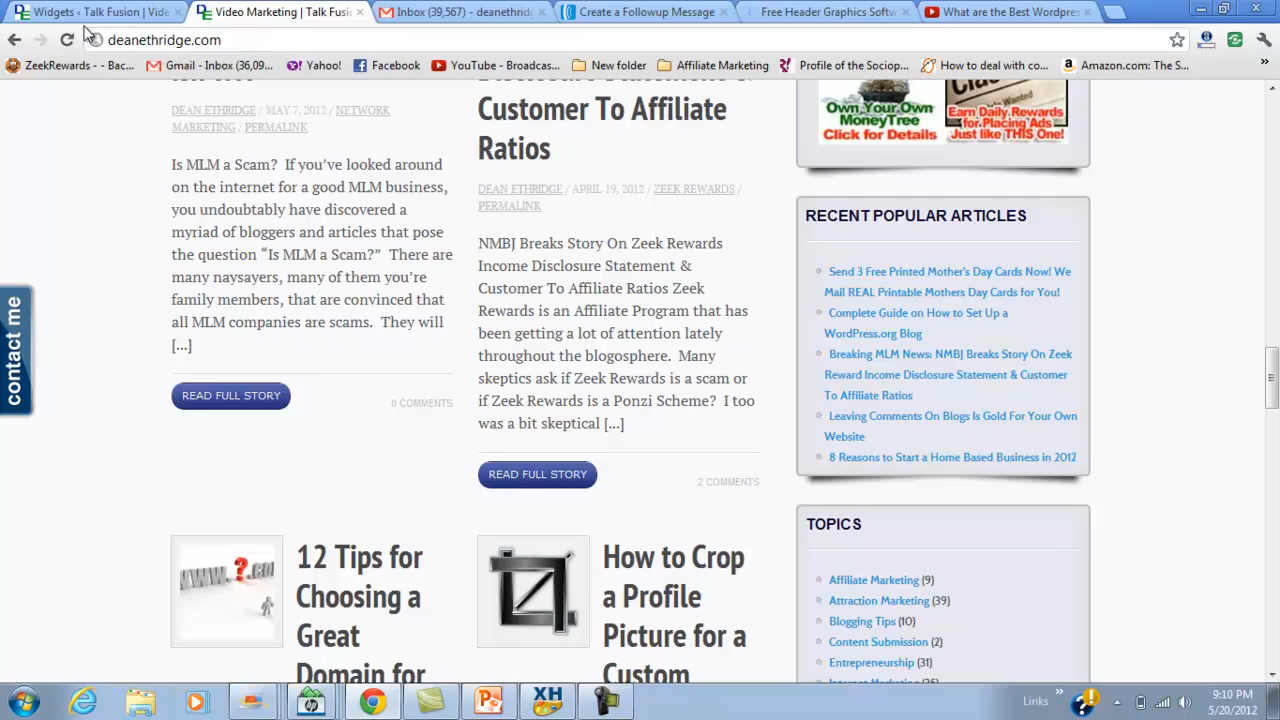 Widgets ‹ Talk Fusion | Vide
Video Marketing | Talk Fusi
Inbox (39,567) - deanethridg
Create a Followup Message
Free Header Graphics Softw
What are the Best Wordpres
deanethridge.com
ZeekRewards - - Bac...
Gmail - Inbox (36,09...
Yahoo!
Facebook
YouTube - Broadcas...
New folder
Affiliate Marketing
Profile of the Sociop...
How to deal with co...
Amazon.com: The S...
»
Customer To Affiliate
Ratios
DEAN ETHRIDGE / MAY 7, 2012 / NETWORK
MARKETING / PERMALINK
Is MLM a Scam? If you’ve looked around
on the internet for a good MLM business,
you undoubtably have discovered a
myriad of bloggers and articles that pose
the question “Is MLM a Scam?” There are
many naysayers, many of them you’re
family members, that are convinced that
all MLM companies are scams. They will
[...]
READ FULL STORY
0 COMMENTS
DEAN ETHRIDGE / APRIL 19, 2012 / ZEEK REWARDS /
PERMALINK
NMBJ Breaks Story On Zeek Rewards
Income Disclosure Statement &
Customer To Affiliate Ratios Zeek
Rewards is an Affiliate Program that has
been getting a lot of attention lately
throughout the blogosphere. Many
skeptics ask if Zeek Rewards is a scam or
if Zeek Rewards is a Ponzi Scheme? I too
was a bit skeptical [...]
READ FULL STORY
2 COMMENTS
12 Tips for
Choosing a
Great
Domain for
How to Crop
a Profile
Picture for a
Custom
contact me
Own Your Own
MoneyTree
Click for Details
Earn Daily Rewards
for Placing Ads
Just like THIS One!
RECENT POPULAR ARTICLES
Send 3 Free Printed Mother's Day Cards Now! We
Mail REAL Printable Mothers Day Cards for You!
Complete Guide on How to Set Up a
WordPress.org Blog
Breaking MLM News: NMBJ Breaks Story On Zeek
Reward Income Disclosure Statement & Customer
To Affiliate Ratios
Leaving Comments On Blogs Is Gold For Your Own
Website
8 Reasons to Start a Home Based Business in 2012
TOPICS
Affiliate Marketing (9)
Attraction Marketing (39)
Blogging Tips (10)
Content Submission (2)
Entrepreneurship (31)
Links
»
9:10 PM
5/20/2012